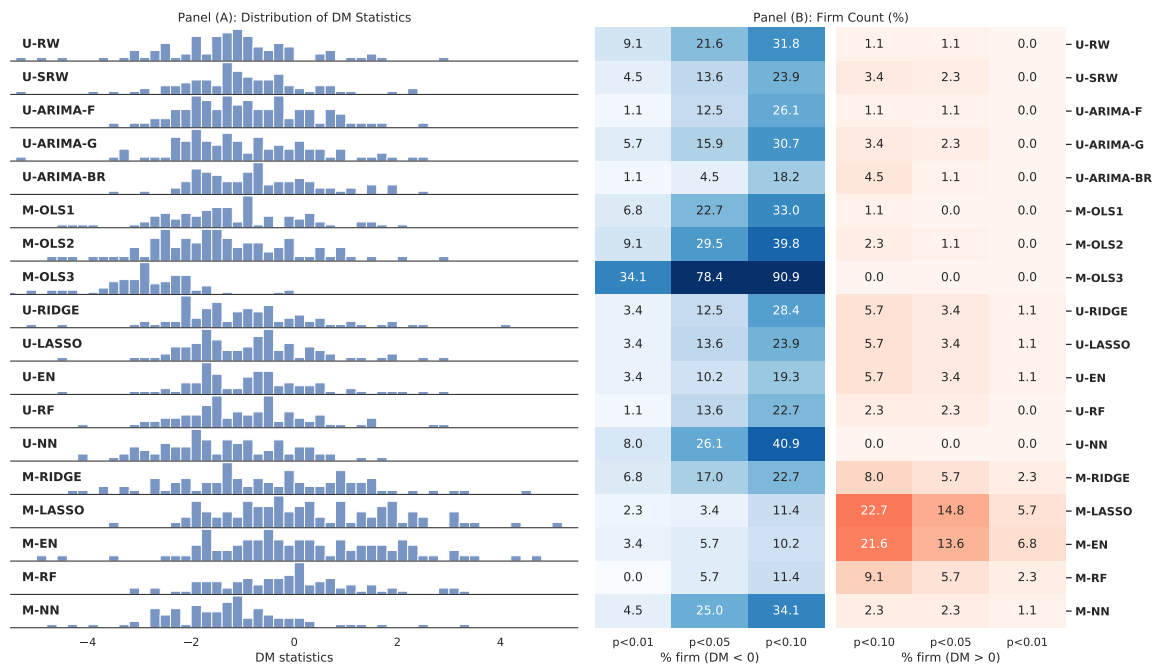 Panel (A): Distribution of DM Statistics
Panel (B): Firm Count (%)
U-RW 9.1 21.6 31.8 1.1 1.1 0.0 U-RW
U-SRW 4.5 13.6 23.9 3.4 2.3 0.0 U-SRW
U-ARIMA-F 1.1 12.5 26.1 1.1 1.1 0.0 U-ARIMA-F
U-ARIMA-G 5.7 15.9 30.7 3.4 2.3 0.0 U-ARIMA-G
U-ARIMA-BR 1.1 4.5 18.2 4.5 1.1 0.0 U-ARIMA-BR
M-OLS1 6.8 22.7 33.0 1.1 0.0 0.0 M-OLS1
M-OLS2 9.1 29.5 39.8 2.3 1.1 0.0 M-OLS2
M-OLS3 34.1 78.4 90.9 0.0 0.0 0.0 M-OLS3
U-RIDGE 3.4 12.5 28.4 5.7 3.4 1.1 U-RIDGE
U-LASSO 3.4 13.6 23.9 5.7 3.4 1.1 U-LASSO
U-EN 3.4 10.2 19.3 5.7 3.4 1.1 U-EN
U-RF 1.1 13.6 22.7 2.3 2.3 0.0 U-RF
U-NN 8.0 26.1 40.9 0.0 0.0 0.0 U-NN
M-RIDGE 6.8 17.0 22.7 8.0 5.7 2.3 M-RIDGE
M-LASSO 2.3 3.4 11.4 22.7 14.8 5.7 M-LASSO
M-EN 3.4 5.7 10.2 21.6 13.6 6.8 M-EN
M-RF 0.0 5.7 11.4 9.1 5.7 2.3 M-RF
M-NN 4.5 25.0 34.1 2.3 2.3 1.1 M-NN
−4 −2 0 2 4
DM statistics
p<0.01 p<0.05 p<0.10
% firm (DM < 0)
p<0.10 p<0.05 p<0.01
% firm (DM > 0)